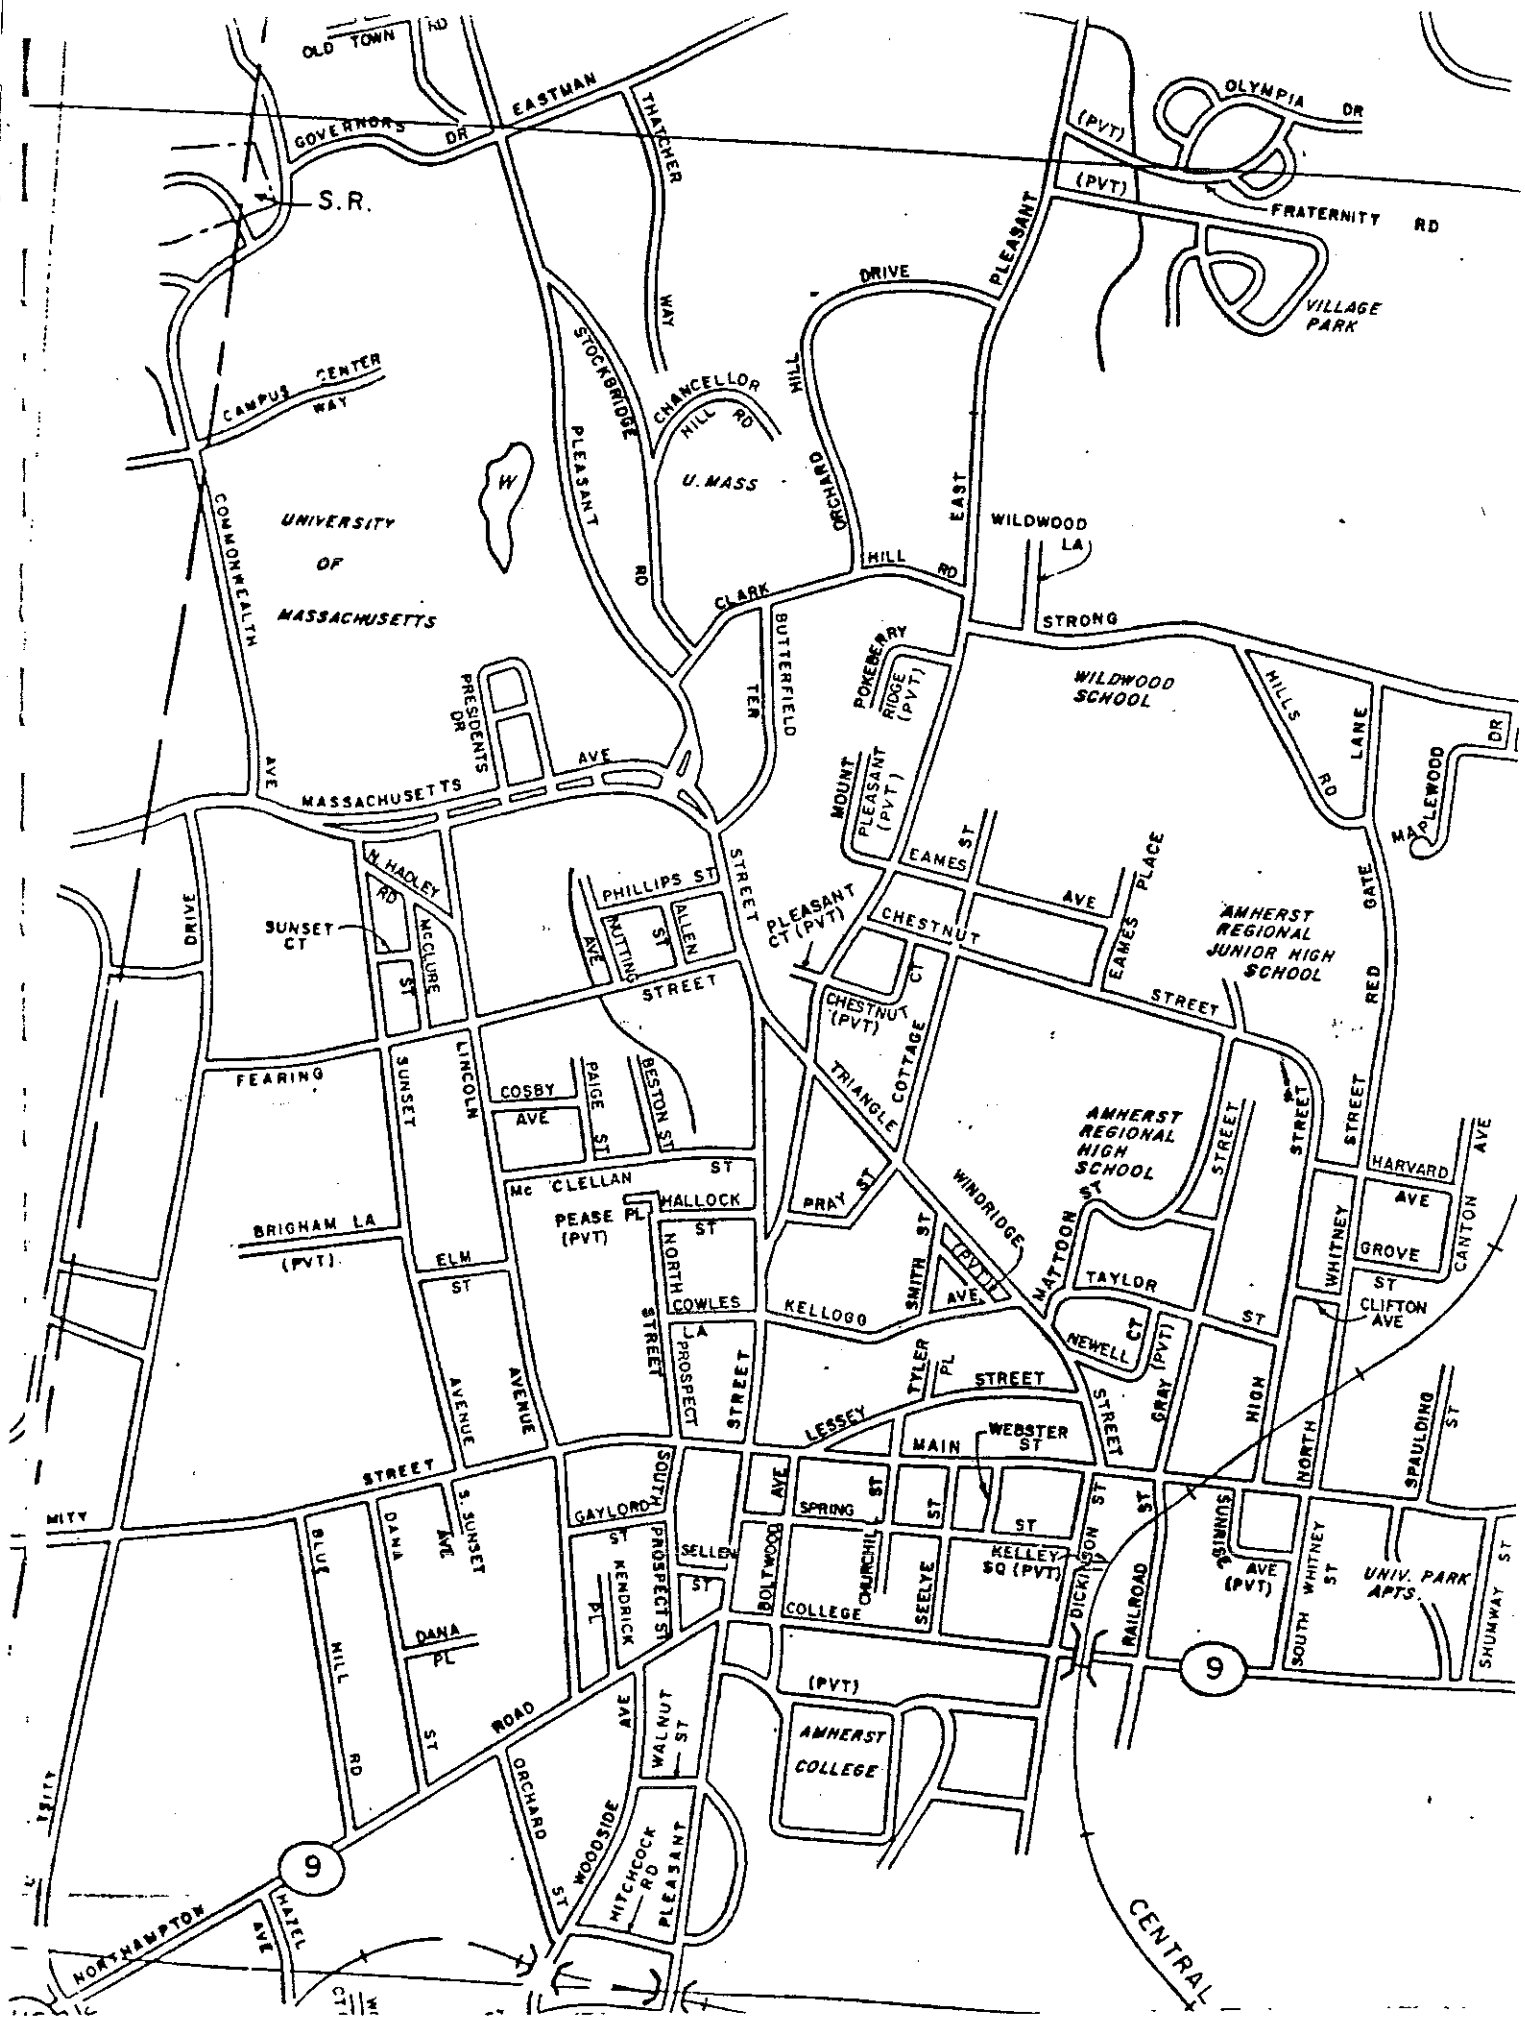 OLD TOWN RD
GOVERNORS DR
EASTMAN
THATCHER WAY
S.R.
OLYMPIA DR
(PVT)
(PVT)
FRATERNITY RD
VILLAGE
PARK
PLEASANT
DRIVE
HILL
ORCHARD
STOCKBRIDGE
RD
CHANCELLOR
HILL RD
CAMPUS CENTER
WAY
PLEASANT
W
U. MASS
UNIVERSITY
OF
MASSACHUSETTS
COMMONWEALTH
AVE
EAST
WILDWOOD
LA
HILL RD
CLARK
STRONG
BUTTERFIELD
TER
POKEBERRY
RIDGE
(PVT)
WILDWOOD
SCHOOL
HILLS
RD
LANE
GATE
RED
MAPLEWOOD
DR
PRESIDENTS
DR
MASSACHUSETTS
AVE
MOUNT
PLEASANT
(PVT)
EAMES
ST
AVE
EAMES PLACE
N. HADLEY
RD
DRIVE
SUNSET
CT
McCLURE
ST
PHILLIPS ST
NUTTING
AVE
ALLEN
ST
STREET
STREET
PLEASANT
CT (PVT)
CHESTNUT
STREET
CHESTNUT
(PVT)
CT
AMHERST
REGIONAL
JUNIOR HIGH
SCHOOL
FEARING
SUNSET
LINCOLN
COSBY
AVE
PAIGE
ST
BESTON ST
TRIANGLE
COTTAGE
AMHERST
REGIONAL
HIGH
SCHOOL
STREET
STREET
STREET
HARVARD
AVE
AVE
CANTON
Mc CLELLAN
ST
PEASE PL
(PVT)
HALLOCK
ST
PRAY ST
WINDRIDGE
(PVT)
BRIGHAM LA
(PVT)
ELM
ST
NORTH
SMITH ST
MATTOON
ST
TAYLOR
ST
WHITNEY
GROVE
ST
CLIFTON
AVE
COWLES
LA
KELLOGG
AVE
STREET
PROSPECT
NEWELL
CT
(PVT)
GRAY
TYLER
PL
STREET
STREET
LESSEY
AVENUE
AVENUE
STREET
HIGH
NORTH
SPAULDING
ST
MAIN
WEBSTER
ST
STREET
MITY
SOUTH
GAYLORD
ST
AVE
SPRING
ST
ST
ST
ST
ST
SUNRISE
AVE
(PVT)
BLUE
HILL
RD
DANA
ST
S. SUNSET
AVE
KENDRICK
PL
PROSPECT ST
SELLEN
ST
BOLTWOOD
CHURCHILL
SEELYE
KELLEY
SQ (PVT)
DICKINSON
RAILROAD
SOUTH WHITNEY
ST
UNIV. PARK
APTS.
SHUMWAY ST
COLLEGE
DANA
PL
9
ROAD
(PVT)
AVE
WALNUT
ST
AMHERST
COLLEGE
ORCHARD
ST
WOODSIDE
HITCHCOCK
RD
PLEASANT
9
NORTHAMPTON
HAZEL
AVE
CENTRAL